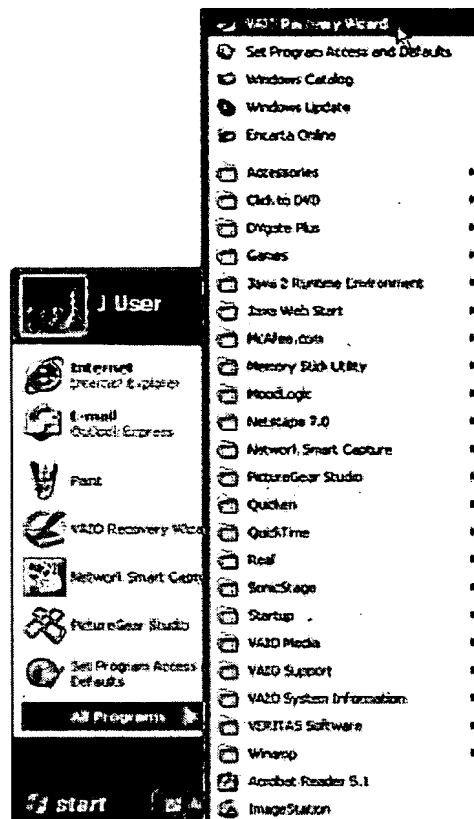 VAIO Recovery Wizard
Set Program Access and Defaults
Windows Catalog
Windows Update
Encarta Online
Accessories
Click to DVD
DVgate Plus
Games
Java 2 Runtime Environment
Java Web Start
McAfee.com
Memory Stick Utility
MoodLogic
Netscape 7.0
Network Smart Capture
PictureGear Studio
Quicken
QuickTime
Real
SonicStage
Startup
VAIO Media
VAIO Support
VAIO System Information
VERITAS Software
Winamp
Acrobat Reader 5.1
ImageStation
J User
Internet
Internet Explorer
E-mail
Outlook Express
Paint
VAIO Recovery Wiza
Network Smart Capt
PictureGear Studio
Set Program Access
Defaults
All Programs
start